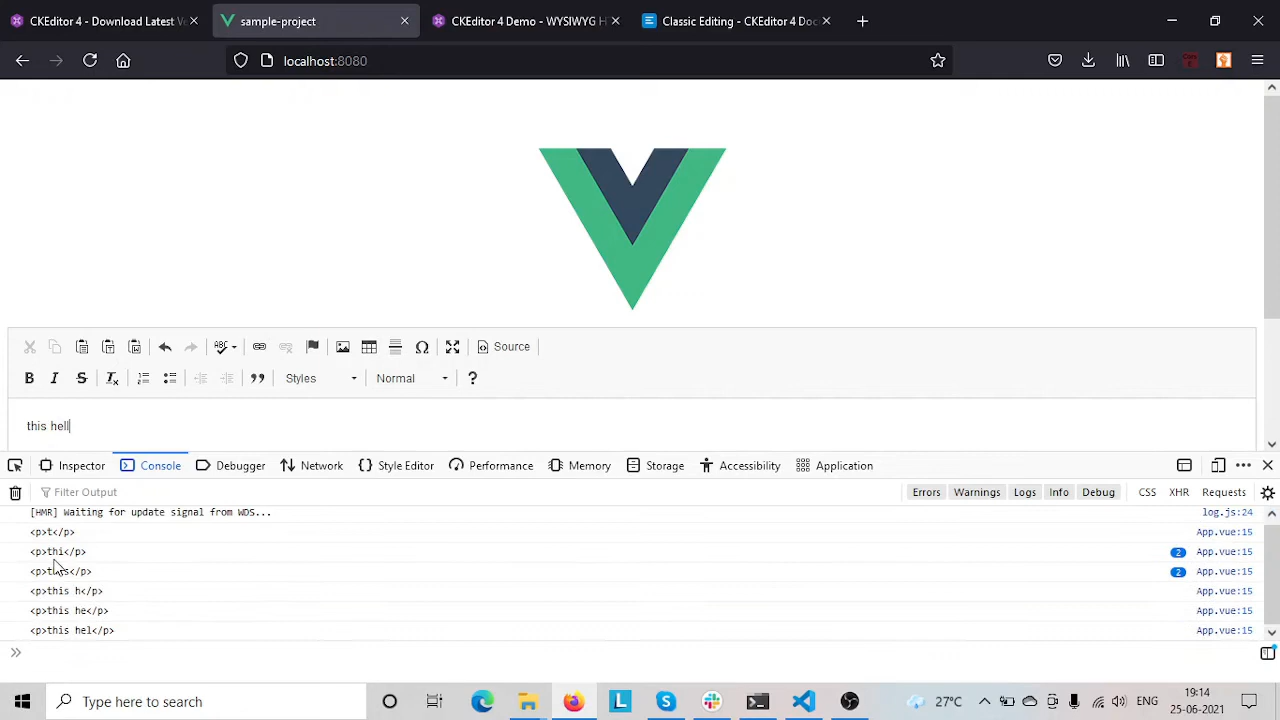 CKEditor 4 - Download Latest Ve
sample-project
CKEditor 4 Demo - WYSIWYG H
Classic Editing - CKEditor 4 Doc
localhost:8080
Source
B I S Styles Normal ?
this hell
Inspector Console Debugger Network Style Editor Performance Memory Storage Accessibility Application
Filter Output Errors Warnings Logs Info Debug CSS XHR Requests
[HMR] Waiting for update signal from WDS... log.js:24
<p>t</p> App.vue:15
<p>thi</p> 2 App.vue:15
2 App.vue:15
<p>this h</p> App.vue:15
<p>this he</p> App.vue:15
<p>this hel</p> App.vue:15
Type here to search
27°C ENG 19:14
25-06-2021